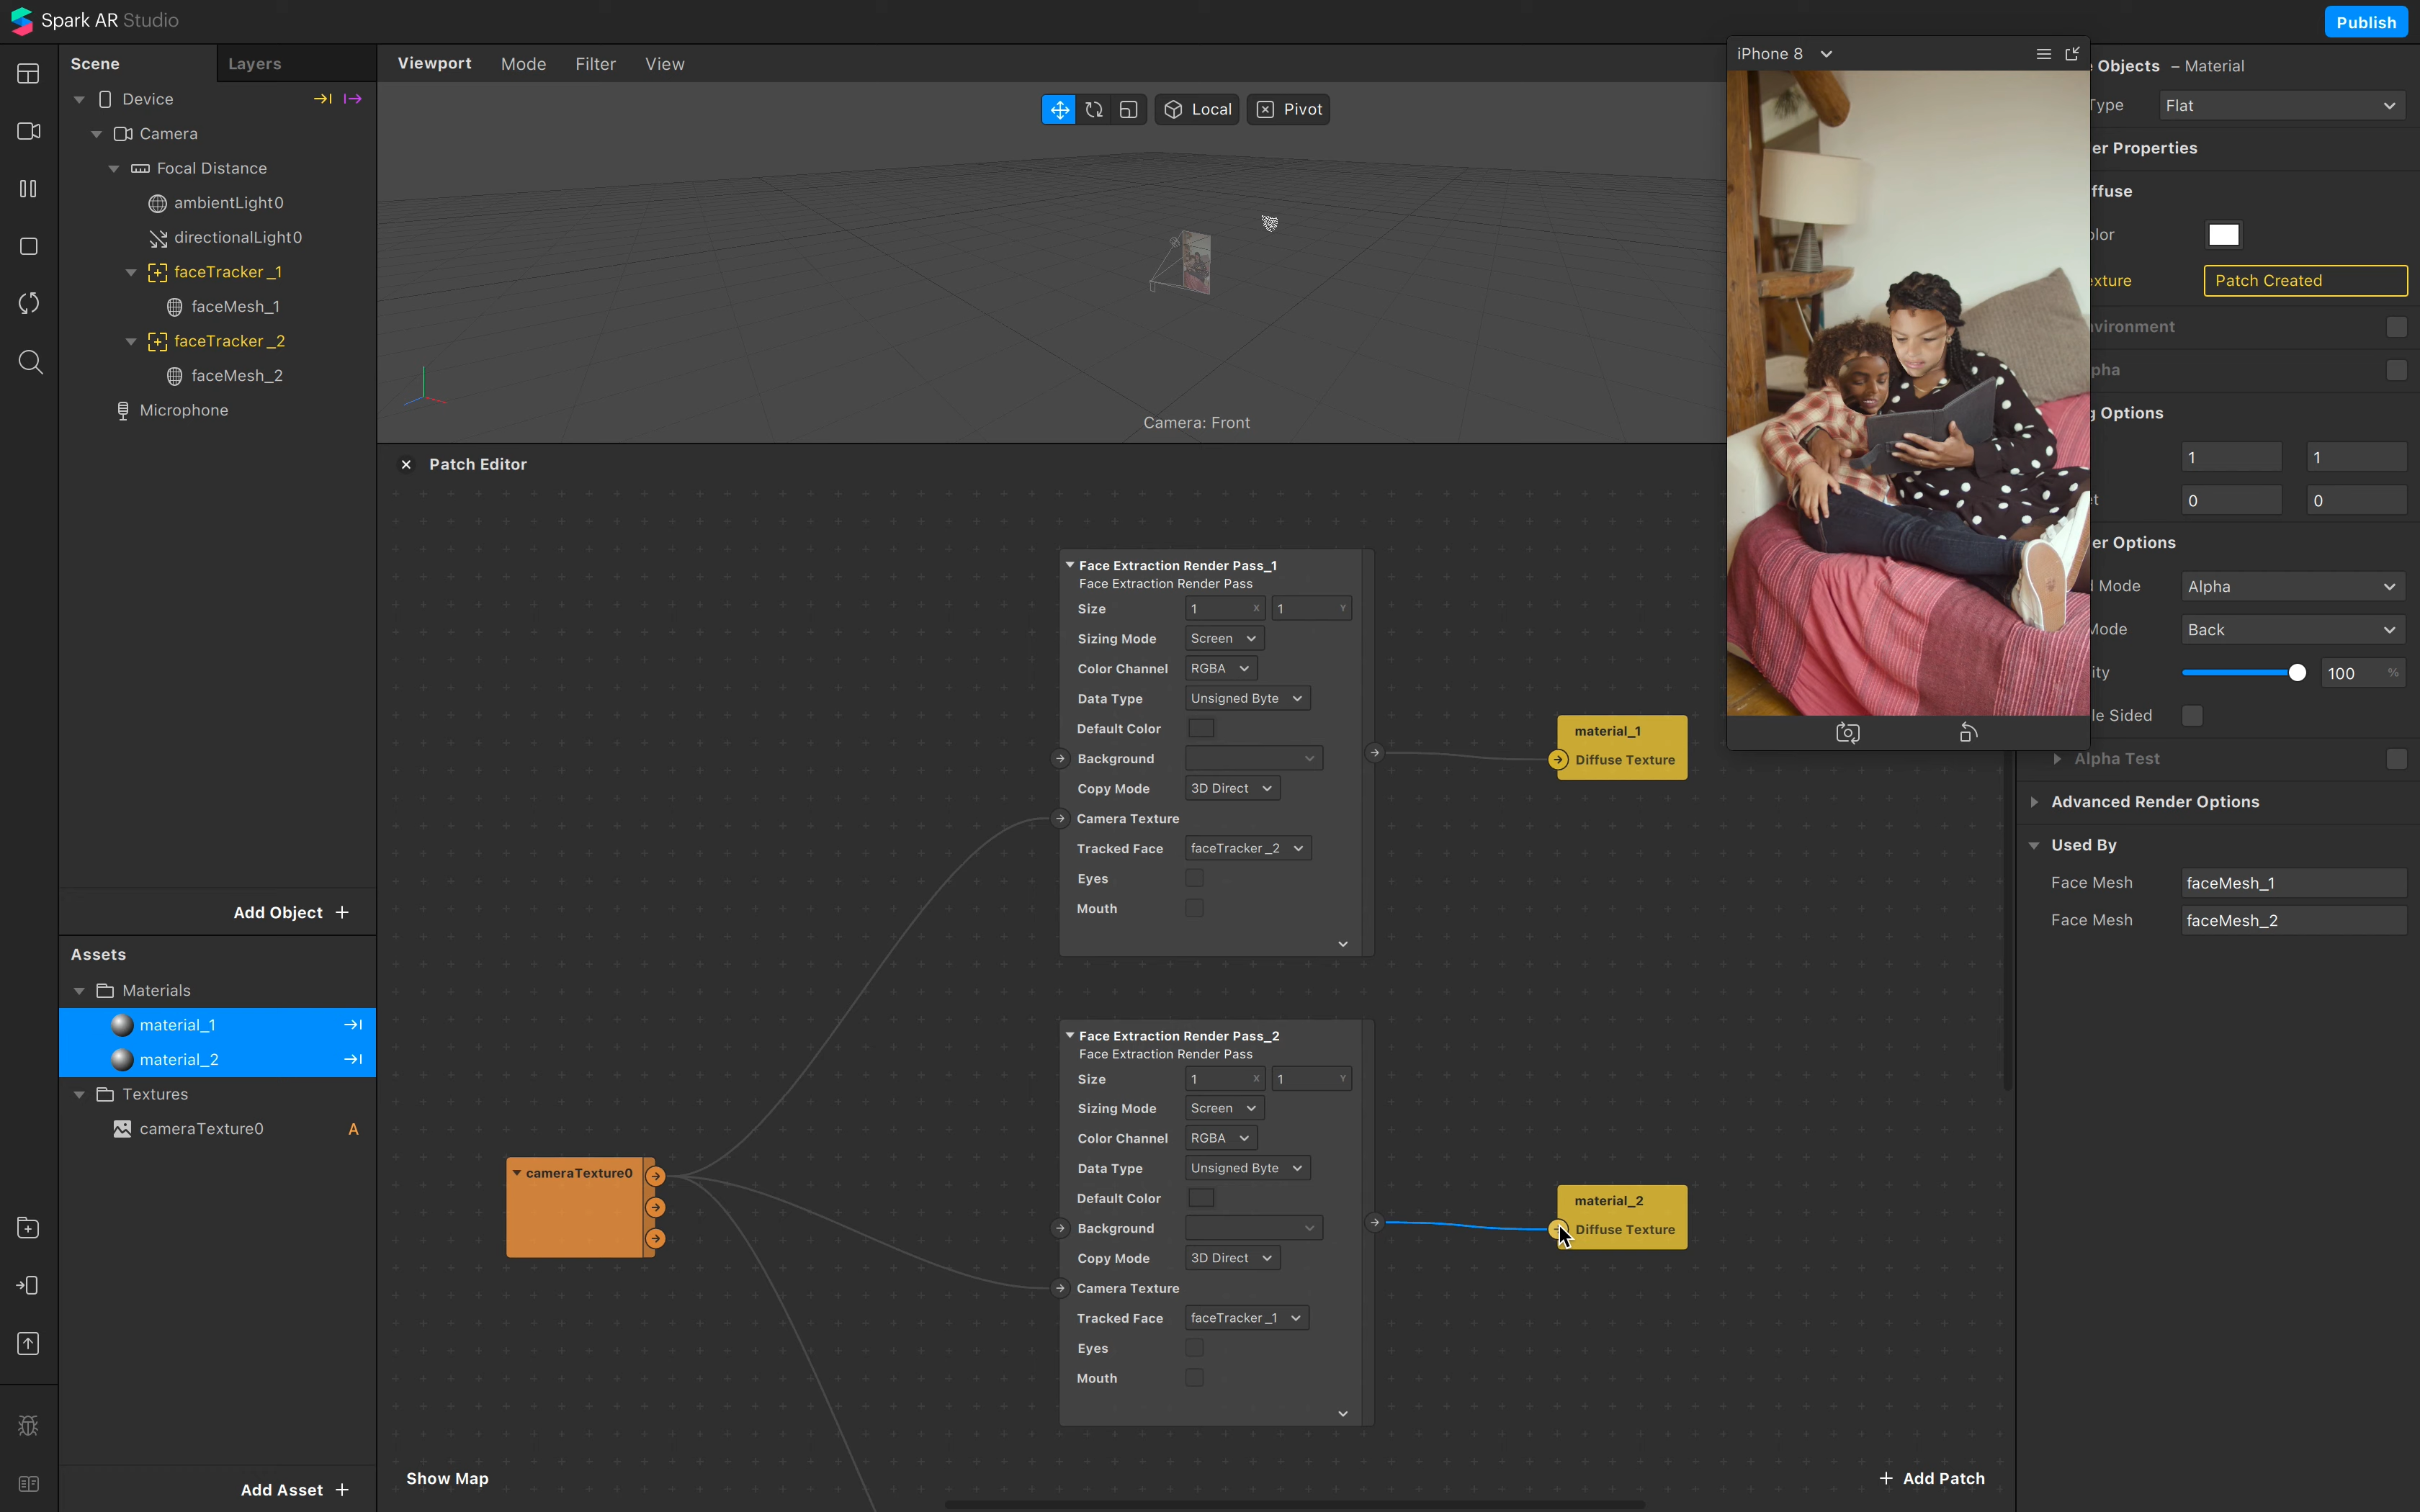 Spark AR Studio
Publish
Scene
Layers
Device
Camera
Focal Distance
ambientLight0
directionalLight0
faceTracker_1
faceMesh_1
faceTracker_2
faceMesh_2
Microphone
Add Object +
Assets
Materials
material_1
material_2
Textures
cameraTexture0 A
Add Asset +
Viewport Mode Filter View
Local Pivot
Camera: Front
Patch Editor
Face Extraction Render Pass_1
Face Extraction Render Pass
Size 1 X 1 Y
Sizing Mode Screen
Color Channel RGBA
Data Type Unsigned Byte
Default Color
Background
Copy Mode 3D Direct
Camera Texture
Tracked Face faceTracker_2
Eyes
Mouth
material_1
Diffuse Texture
cameraTexture0
Face Extraction Render Pass_2
Face Extraction Render Pass
Size 1 X 1 Y
Sizing Mode Screen
Color Channel RGBA
Data Type Unsigned Byte
Default Color
Background
Copy Mode 3D Direct
Camera Texture
Tracked Face faceTracker_1
Eyes
Mouth
material_2
Diffuse Texture
Show Map
+ Add Patch
iPhone 8
Objects – Material
Type Flat
er Properties
ffuse
lor
xture Patch Created
vironment
pha
g Options
1 1
t 0 0
er Options
Mode Alpha
Mode Back
ity 100 %
le Sided
Alpha Test
Advanced Render Options
Used By
Face Mesh faceMesh_1
Face Mesh faceMesh_2